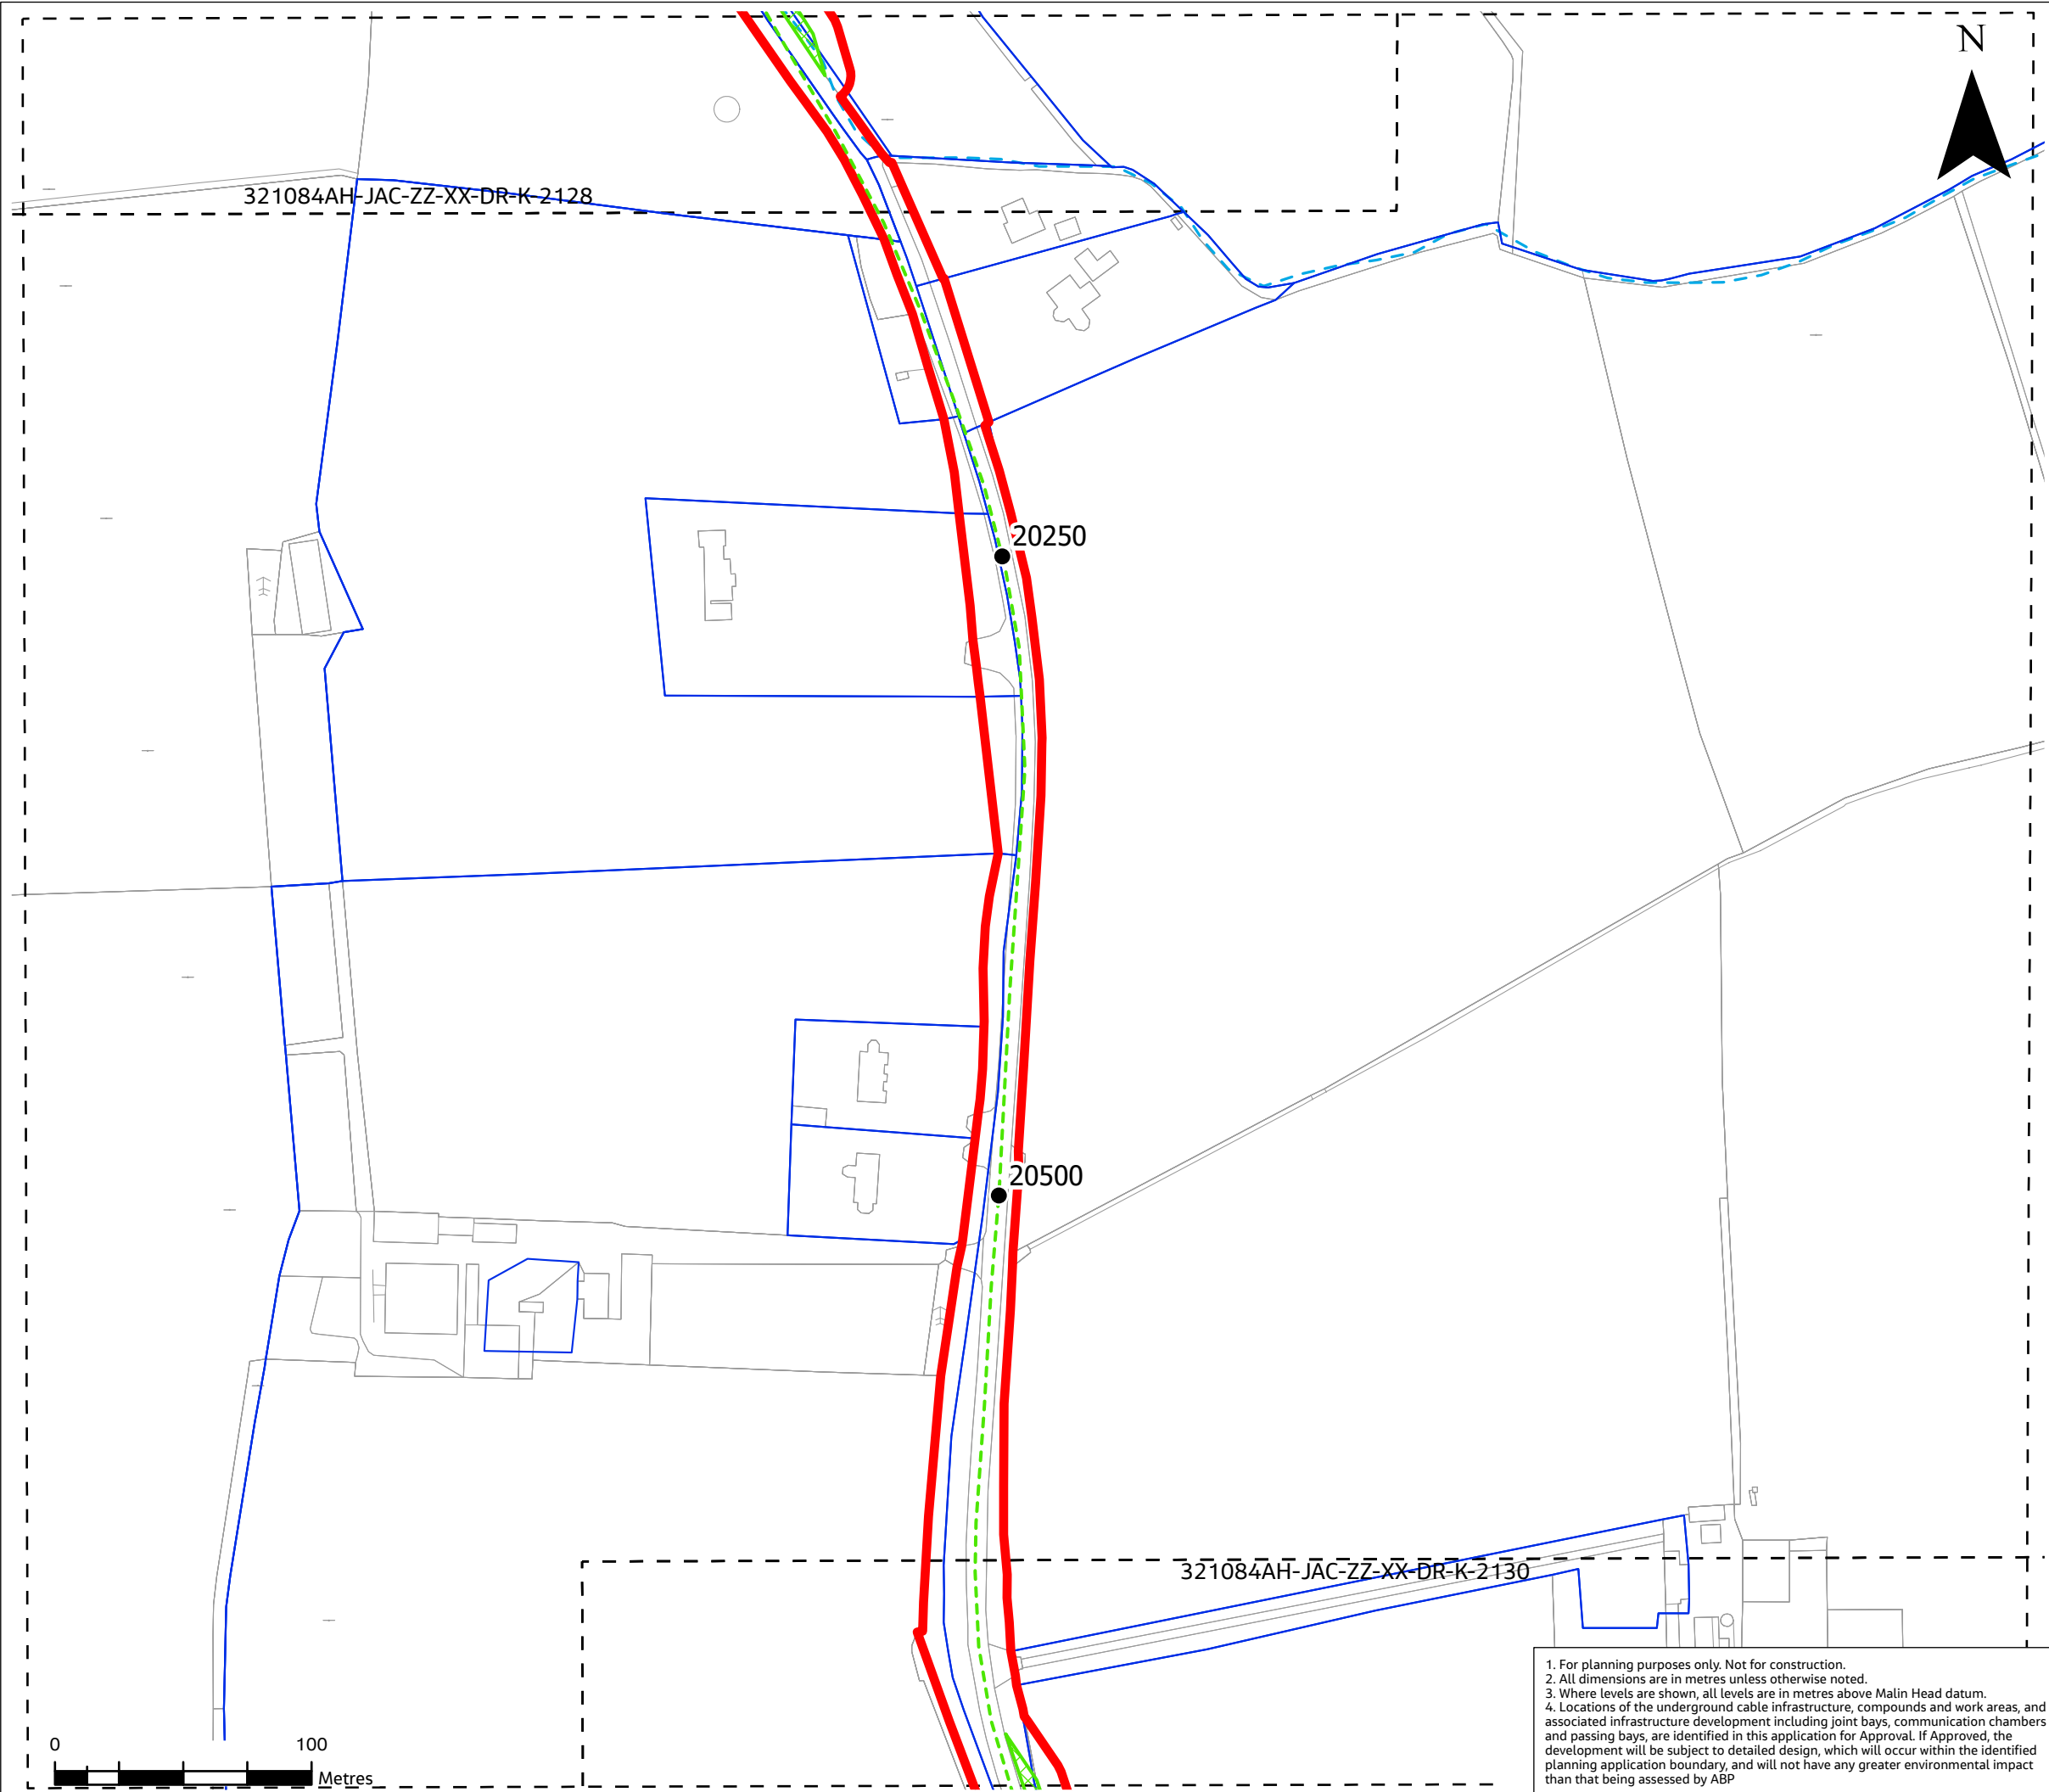 N
321084AH-JAC-ZZ-XX-DR-K-2128
20250
20500
321084AH-JAC-ZZ-XX-DR-K-2130
0 100
Metres
1. For planning purposes only. Not for construction.
2. All dimensions are in metres unless otherwise noted.
3. Where levels are shown, all levels are in metres above Malin Head datum.
4. Locations of the underground cable infrastructure, compounds and work areas, and
associated infrastructure development including joint bays, communication chambers
and passing bays, are identified in this application for Approval. If Approved, the
development will be subject to detailed design, which will occur within the identified
planning application boundary, and will not have any greater environmental impact
than that being assessed by ABP